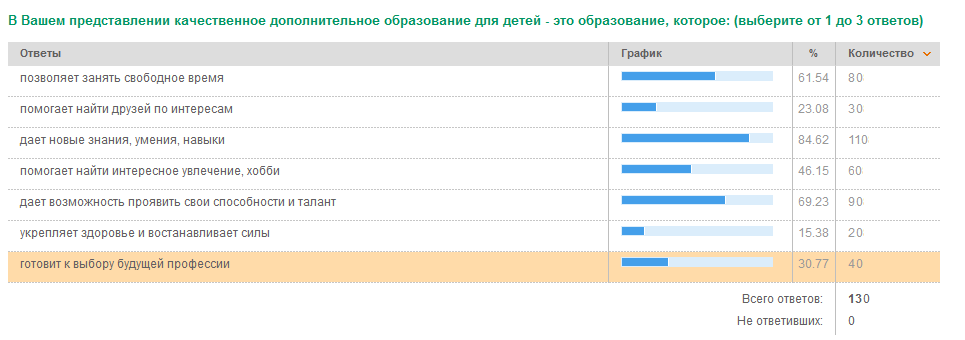 В Вашем представлении качественное дополнительное образование для детей - это образование, которое: (выберите от 1 до 3 ответов)
Ответы График % Количество
позволяет занять свободное время 61.54 80
помогает найти друзей по интересам 23.08 30
дает новые знания, умения, навыки 84.62 110
помогает найти интересное увлечение, хобби 46.15 60
дает возможность проявить свои способности и талант 69.23 90
укрепляет здоровье и востанавливает силы 15.38 20
готовит к выбору будущей профессии 30.77 40
Всего ответов: 130
Не ответивших: 0